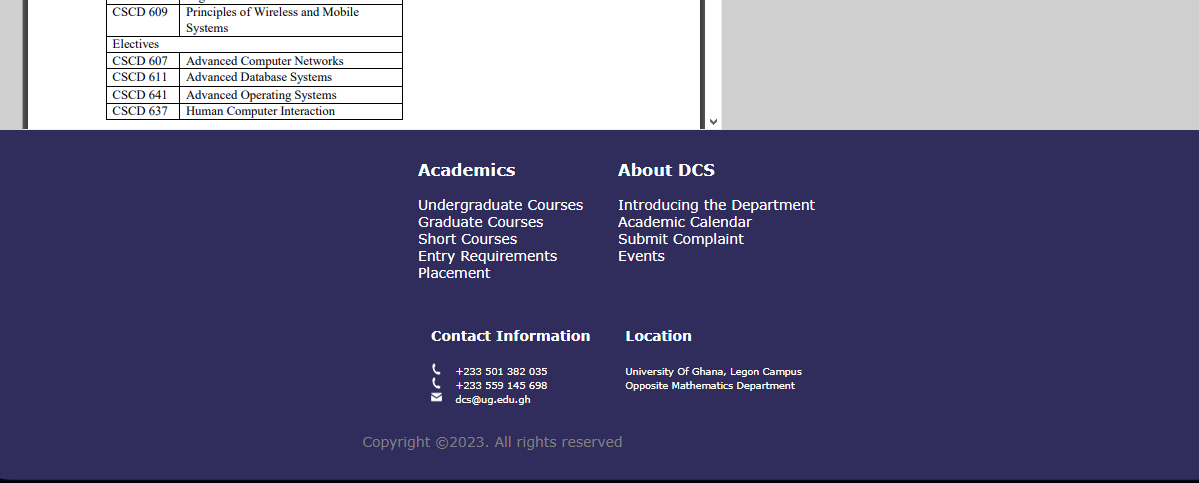 CSCD 609 Principles of Wireless and Mobile
Systems
Electives
CSCD 607 Advanced Computer Networks
CSCD 611 Advanced Database Systems
CSCD 641 Advanced Operating Systems
CSCD 637 Human Computer Interaction
Academics
Undergraduate Courses
Graduate Courses
Short Courses
Entry Requirements
Placement
About DCS
Introducing the Department
Academic Calendar
Submit Complaint
Events
Contact Information
+233 501 382 035
+233 559 145 698
dcs@ug.edu.gh
Location
University Of Ghana, Legon Campus
Opposite Mathematics Department
Copyright ©2023. All rights reserved